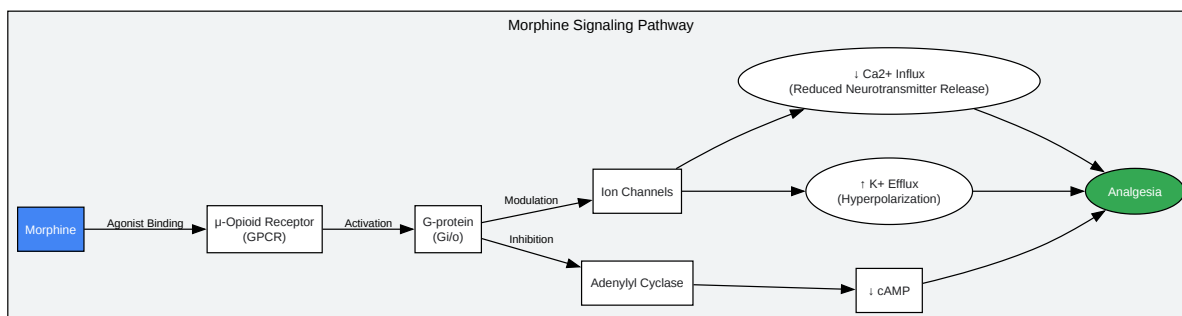 Morphine Signaling Pathway
↓ Ca2+ Influx
(Reduced Neurotransmitter Release)
Ion Channels
↑ K+ Efflux
(Hyperpolarization)
Analgesia
Modulation
Morphine
Agonist Binding
μ-Opioid Receptor
(GPCR)
Activation
G-protein
(Gi/o)
Inhibition
Adenylyl Cyclase
↓ cAMP